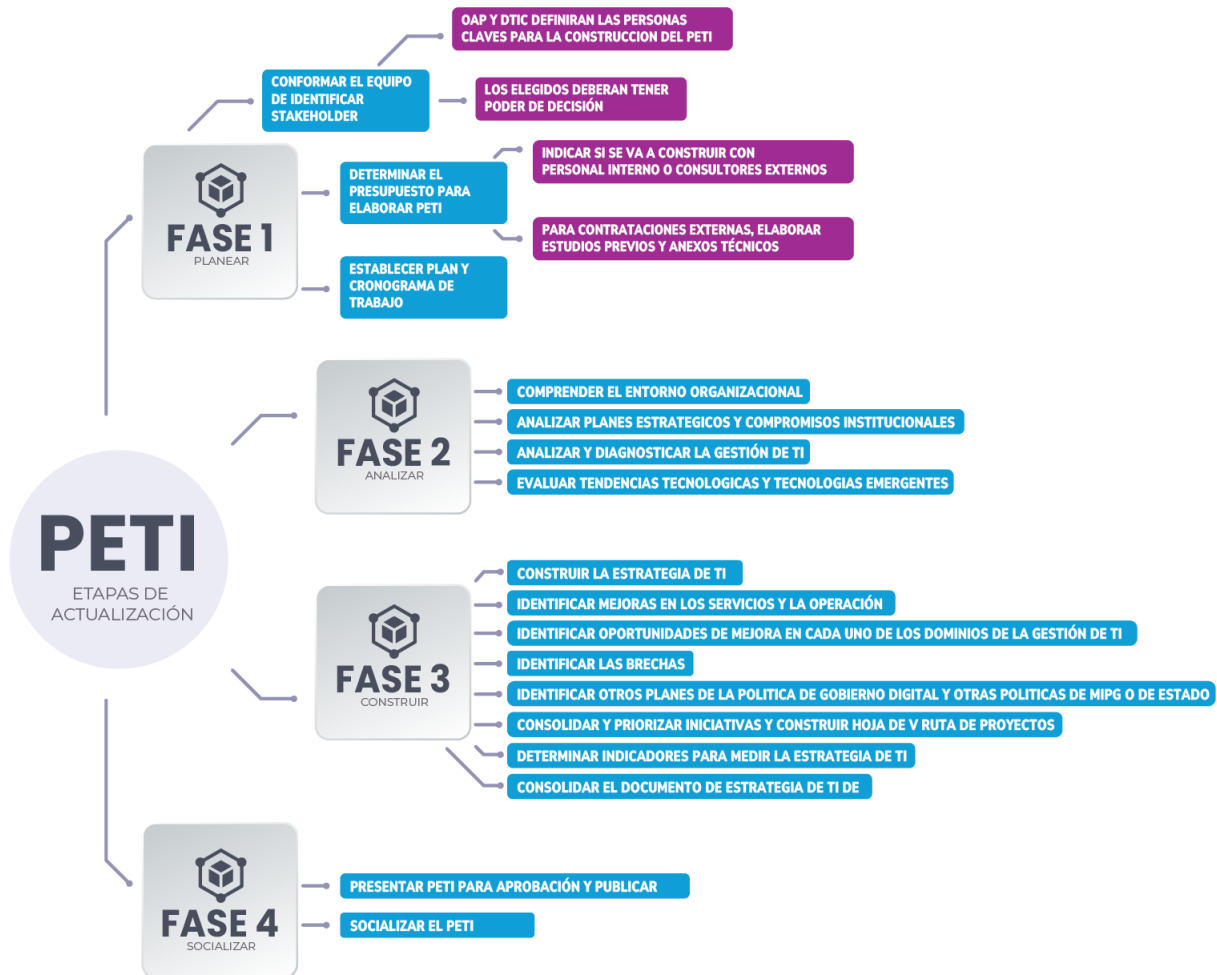 PETI
ETAPAS DE
ACTUALIZACIÓN
FASE 1
PLANEAR
CONFORMAR EL EQUIPO
DE IDENTIFICAR
STAKEHOLDER
OAP Y DTIC DEFINIRAN LAS PERSONAS
CLAVES PARA LA CONSTRUCCION DEL PETI
LOS ELEGIDOS DEBERAN TENER
PODER DE DECISIÓN
DETERMINAR EL
PRESUPUESTO PARA
ELABORAR PETI
INDICAR SI SE VA A CONSTRUIR CON
PERSONAL INTERNO O CONSULTORES EXTERNOS
PARA CONTRATACIONES EXTERNAS, ELABORAR
ESTUDIOS PREVIOS Y ANEXOS TÉCNICOS
ESTABLECER PLAN Y
CRONOGRAMA DE
TRABAJO
FASE 2
ANALIZAR
COMPRENDER EL ENTORNO ORGANIZACIONAL
ANALIZAR PLANES ESTRATEGICOS Y COMPROMISOS INSTITUCIONALES
ANALIZAR Y DIAGNOSTICAR LA GESTIÓN DE TI
EVALUAR TENDENCIAS TECNOLOGICAS Y TECNOLOGIAS EMERGENTES
FASE 3
CONSTRUIR
CONSTRUIR LA ESTRATEGIA DE TI
IDENTIFICAR MEJORAS EN LOS SERVICIOS Y LA OPERACIÓN
IDENTIFICAR OPORTUNIDADES DE MEJORA EN CADA UNO DE LOS DOMINIOS DE LA GESTIÓN DE TI
IDENTIFICAR LAS BRECHAS
IDENTIFICAR OTROS PLANES DE LA POLITICA DE GOBIERNO DIGITAL Y OTRAS POLITICAS DE MIPG O DE ESTADO
CONSOLIDAR Y PRIORIZAR INICIATIVAS Y CONSTRUIR HOJA DE V RUTA DE PROYECTOS
DETERMINAR INDICADORES PARA MEDIR LA ESTRATEGIA DE TI
CONSOLIDAR EL DOCUMENTO DE ESTRATEGIA DE TI DE
FASE 4
SOCIALIZAR
PRESENTAR PETI PARA APROBACIÓN Y PUBLICAR
SOCIALIZAR EL PETI